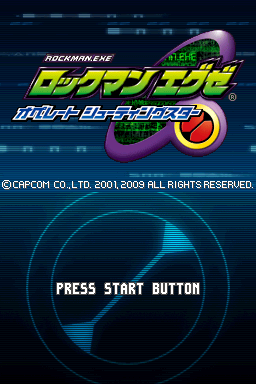 ROCKMAN.EXE
ロックマン エグゼ®
オペレート シューティングスター
©CAPCOM CO.,LTD. 2001, 2009 ALL RIGHTS RESERVED.
PRESS START BUTTON